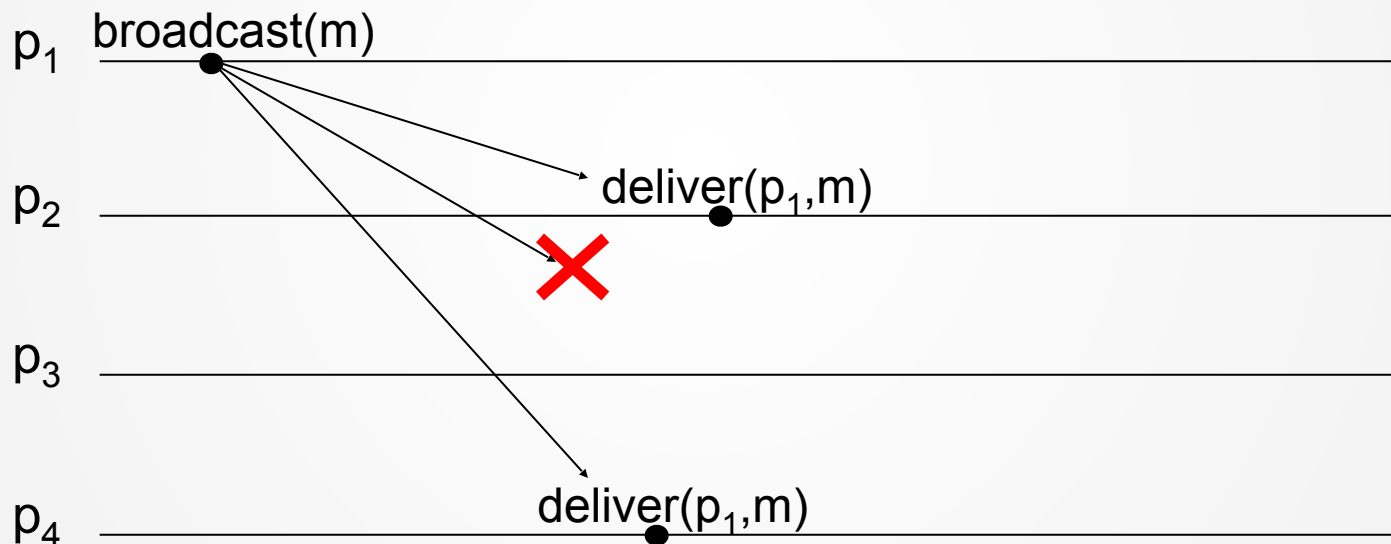 p₁ broadcast(m)
p₂ deliver(p₁,m)
p₃
deliver(p₁,m)
p₄